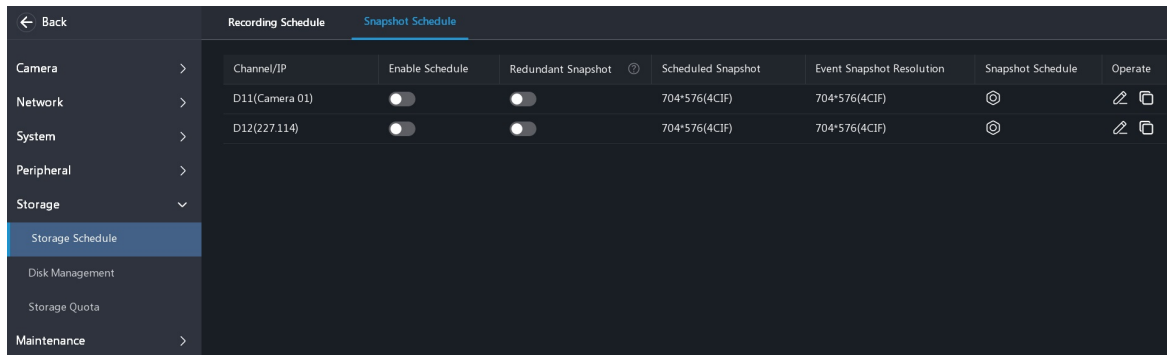 Back
Recording Schedule Snapshot Schedule
Camera
Network
System
Peripheral
Storage
Storage Schedule
Disk Management
Storage Quota
Maintenance
Channel/IP Enable Schedule Redundant Snapshot ? Scheduled Snapshot Event Snapshot Resolution Snapshot Schedule Operate
D11(Camera 01) 704*576(4CIF) 704*576(4CIF)
D12(227.114) 704*576(4CIF) 704*576(4CIF)